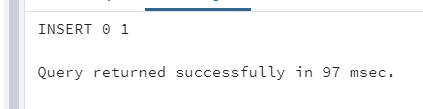 INSERT 0 1
Query returned successfully in 97 msec.